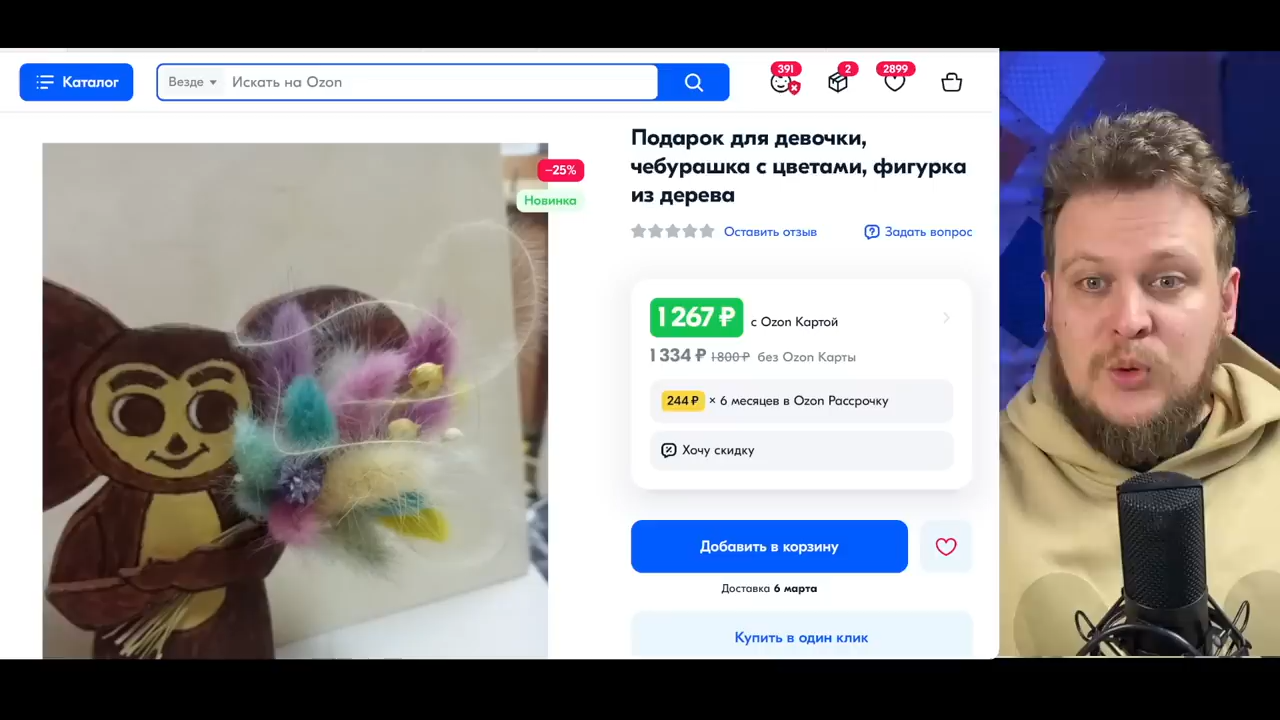 Каталог
Везде
Искать на Ozon
391
2
2899
−25%
Новинка
Подарок для девочки,
чебурашка с цветами, фигурка
из дерева
Оставить отзыв
Задать вопрос
1 267 ₽ с Ozon Картой
1 334 ₽ 1 800 ₽ без Ozon Карты
244 ₽ × 6 месяцев в Ozon Рассрочку
Хочу скидку
Добавить в корзину
Доставка 6 марта
Купить в один клик